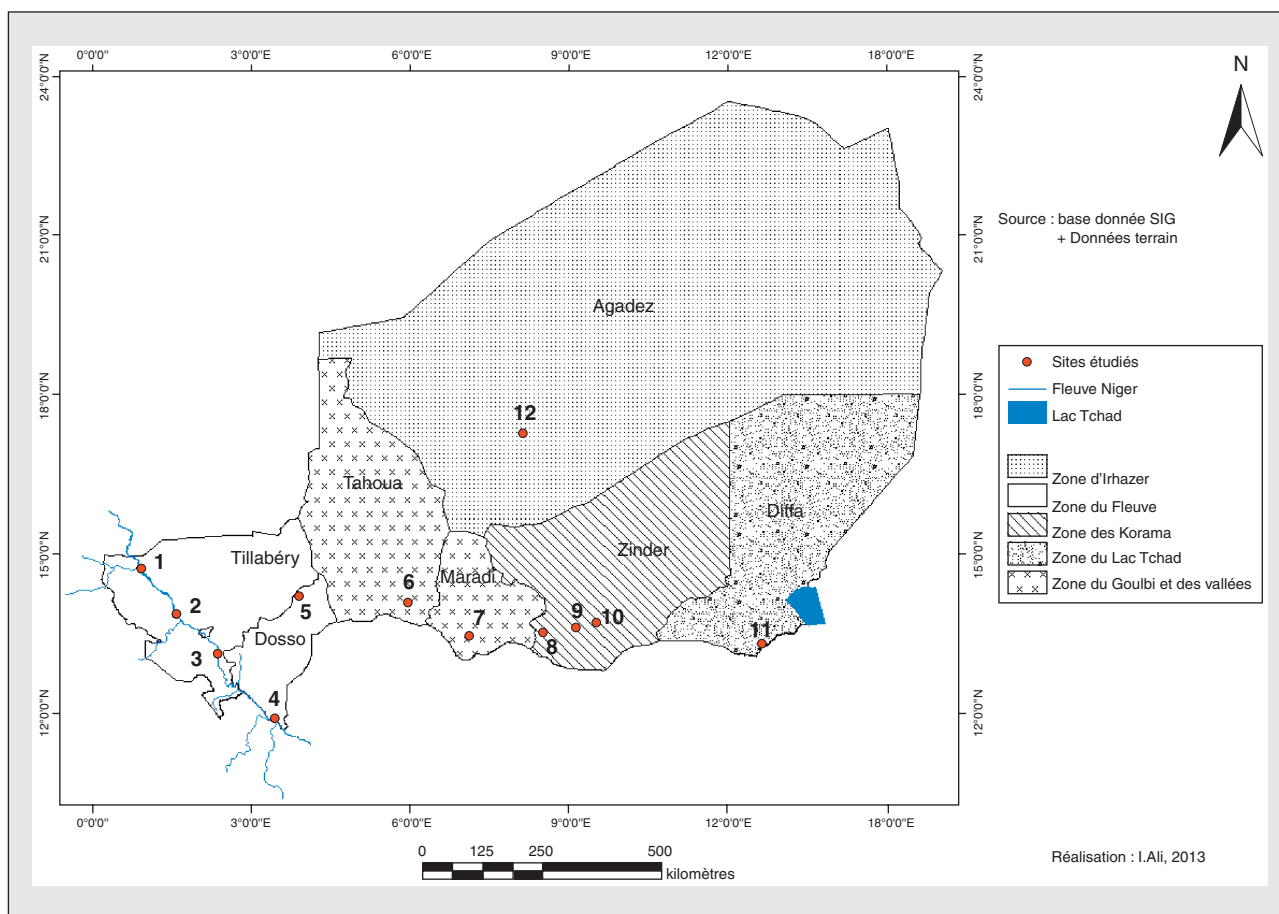 0°0'0" 3°0'0"E 6°0'0"E 9°0'0"E 12°0'0"E 18°0'0"E
24°0'0"N 24°0'0"N
N
21°0'0"N 21°0'0"N
Source : base donnée SIG
+ Données terrain
Agadez
18°0'0"N 18°0'0"N
12
Tahoua
Diffa
Zinder
15°0'0"N 15°0'0"N
Tillabéry
Maradi
1
2
3
4
5
6
7
8
9
10
11
Dosso
12°0'0"N 12°0'0"N
Sites étudiés
Fleuve Niger
Lac Tchad
Zone d'Irhazer
Zone du Fleuve
Zone des Korama
Zone du Lac Tchad
Zone du Goulbi et des vallées
0°0'0" 3°0'0"E 6°0'0"E 9°0'0"E 12°0'0"E 18°0'0"E
0 125 250 500
kilomètres
Réalisation : I.Ali, 2013